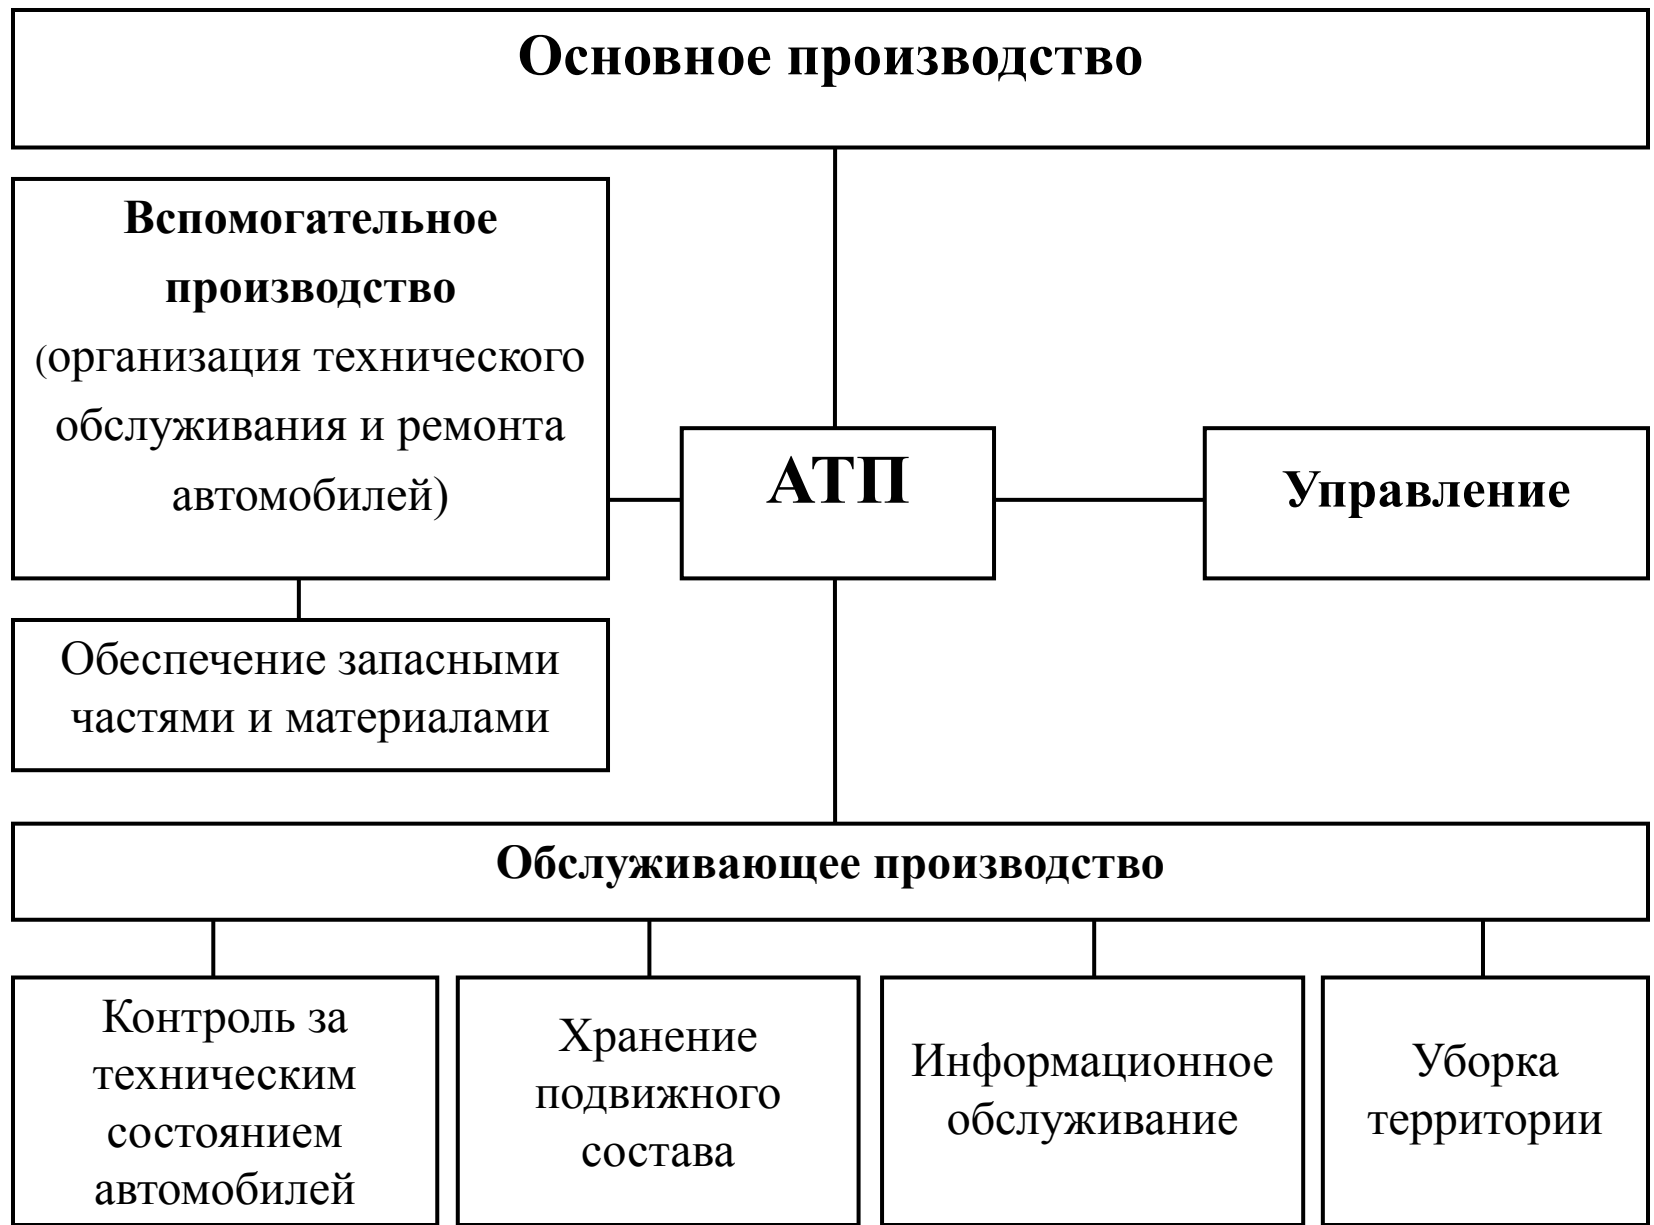 Основное производство
Вспомогательное
производство
(организация технического
обслуживания и ремонта
автомобилей)
АТП
Управление
Обеспечение запасными
частями и материалами
Обслуживающее производство
Контроль за
техническим
состоянием
автомобилей
Хранение
подвижного
состава
Информационное
обслуживание
Уборка
территории